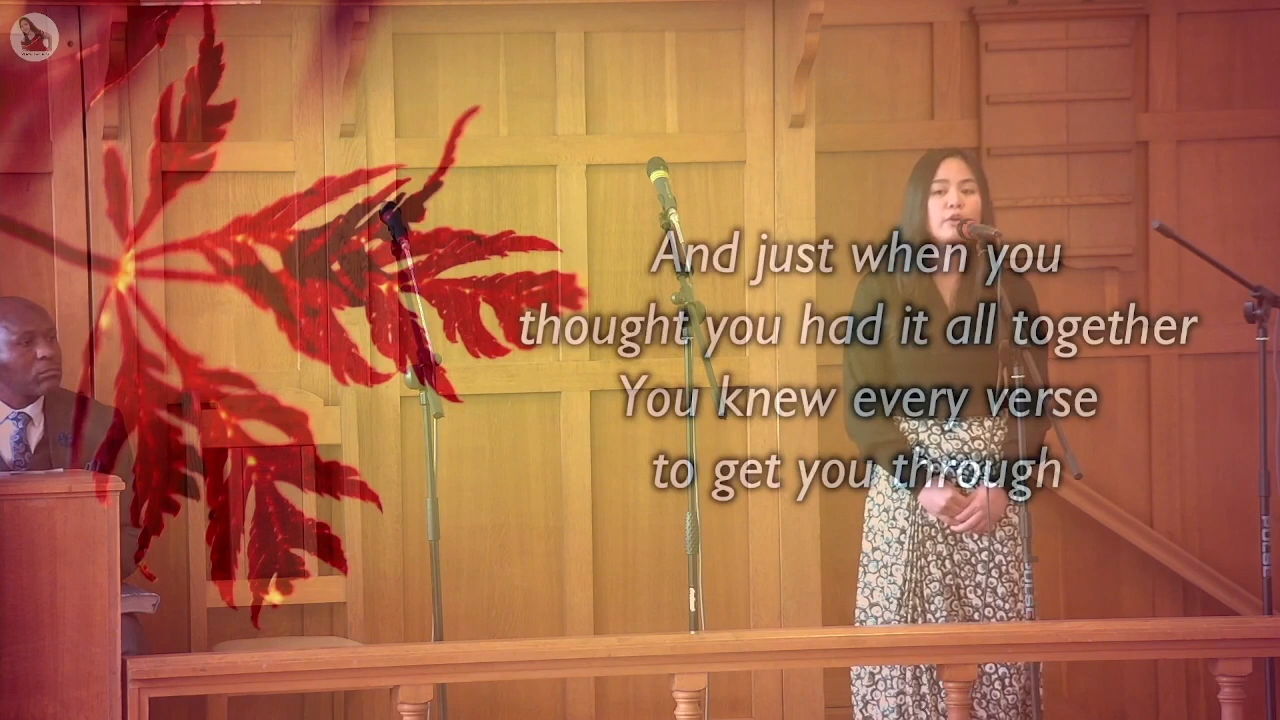 And just when you
thought you had it all together
You knew every verse
to get you through